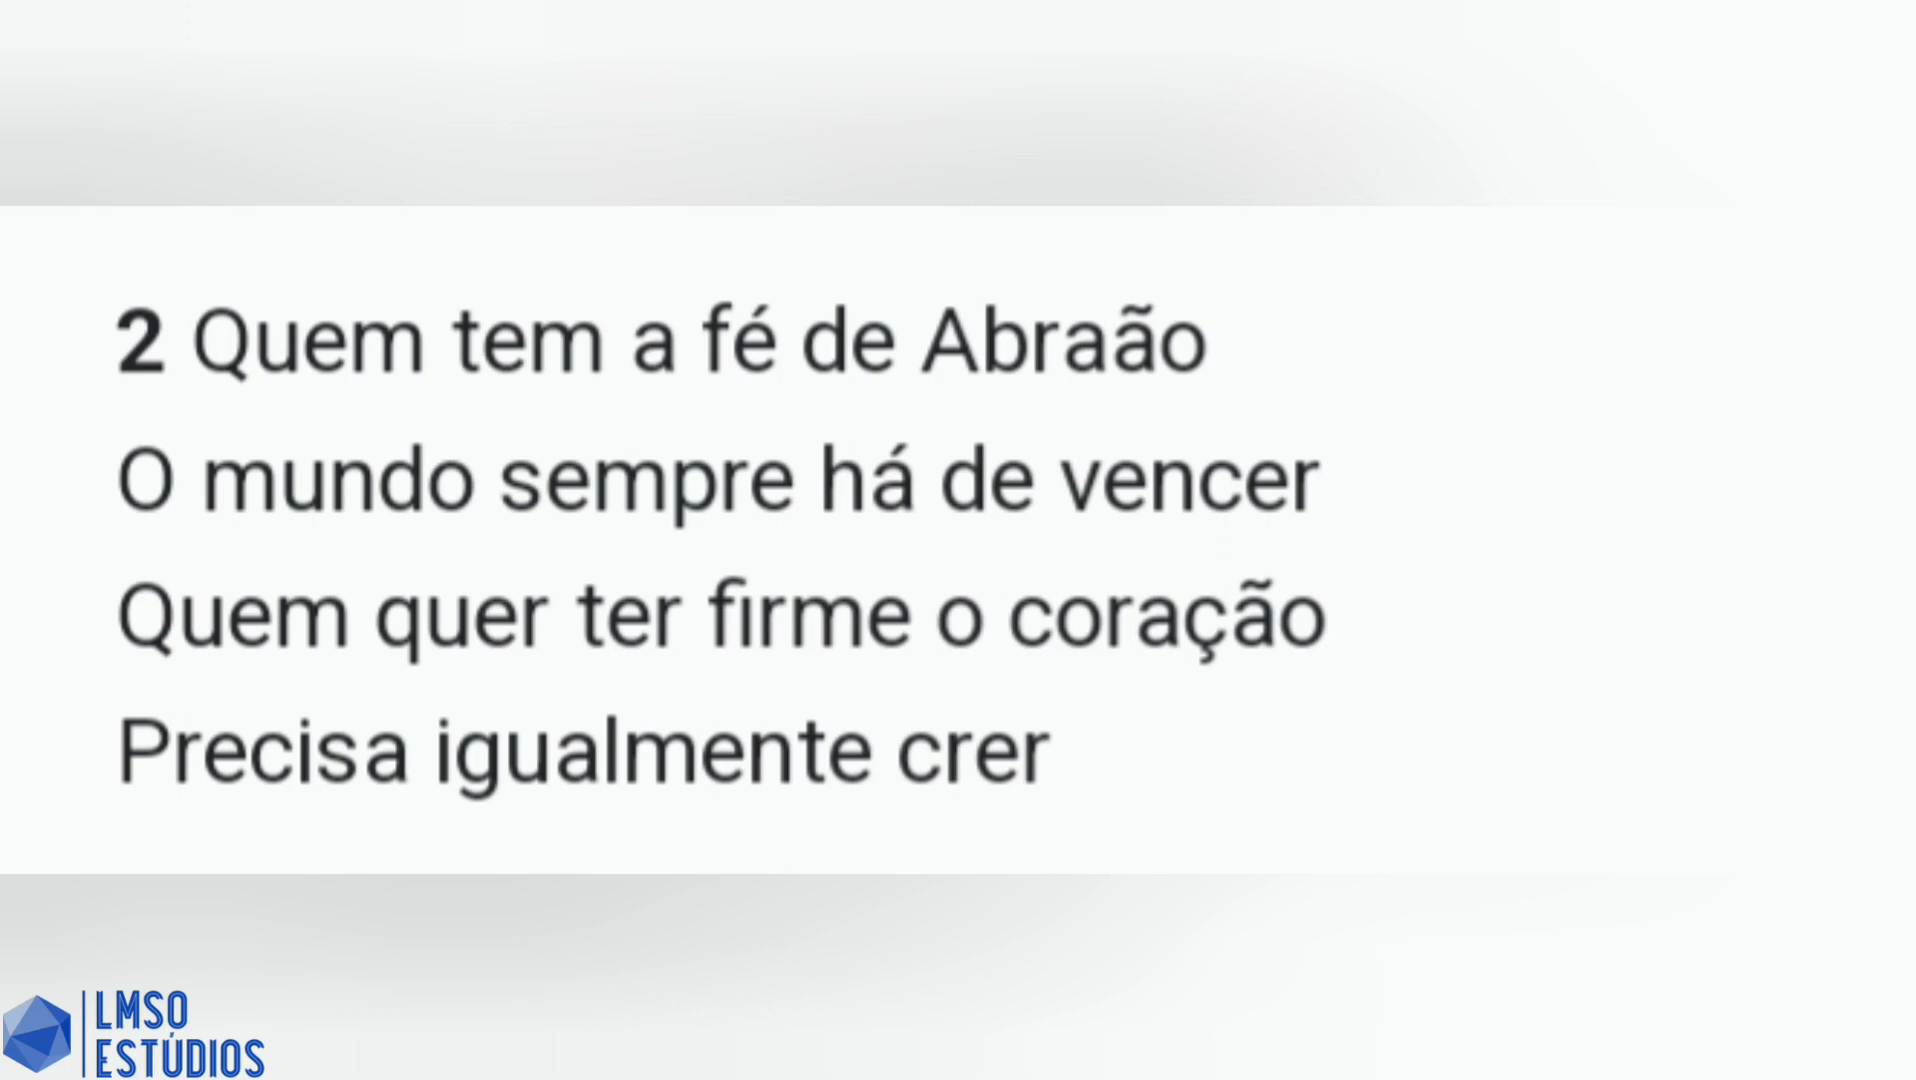 2 Quem tem a fé de Abraão
O mundo sempre há de vencer
Quem quer ter firme o coração
Precisa igualmente crer
LMSO
ESTÚDIOS